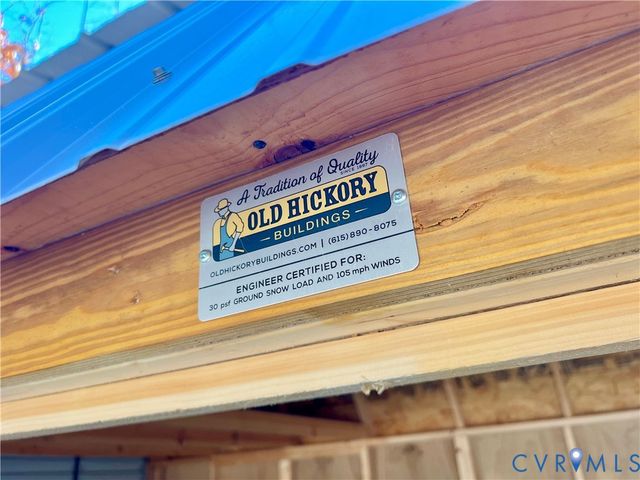 A Tradition of Quality
SINCE 1967
OLD HICKORY
BUILDINGS
OLDHICKORYBUILDINGS.COM | (615)890-8075
ENGINEER CERTIFIED FOR:
30 psf GROUND SNOW LOAD AND 105 mph WINDS
CVRMLS